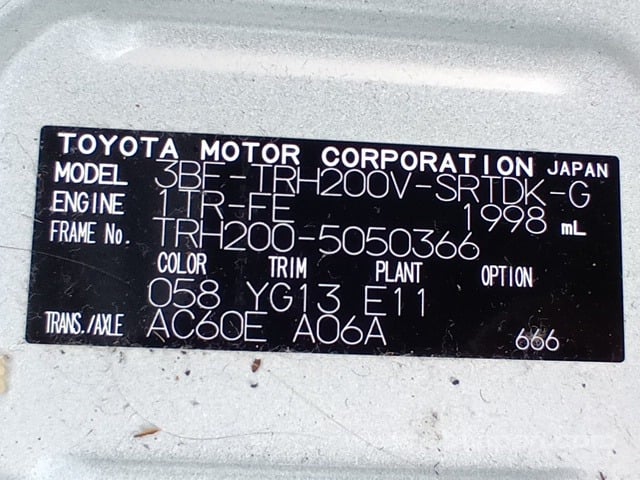 TOYOTA MOTOR CORPORATION JAPAN
MODEL 3BF-TRH200V-SRTDK-G
ENGINE 1TR-FE 1998 mL
FRAME No. TRH200-5050366
COLOR TRIM PLANT OPTION
058 YG13 E11
TRANS./AXLE AC60E A06A 666